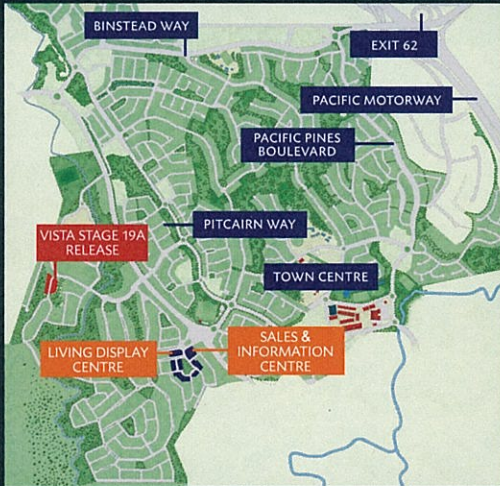 BINSTEAD WAY
EXIT 62
PACIFIC MOTORWAY
PACIFIC PINES
BOULEVARD
PITCAIRN WAY
VISTA STAGE 19A
RELEASE
TOWN CENTRE
LIVING DISPLAY
CENTRE
SALES &
INFORMATION
CENTRE